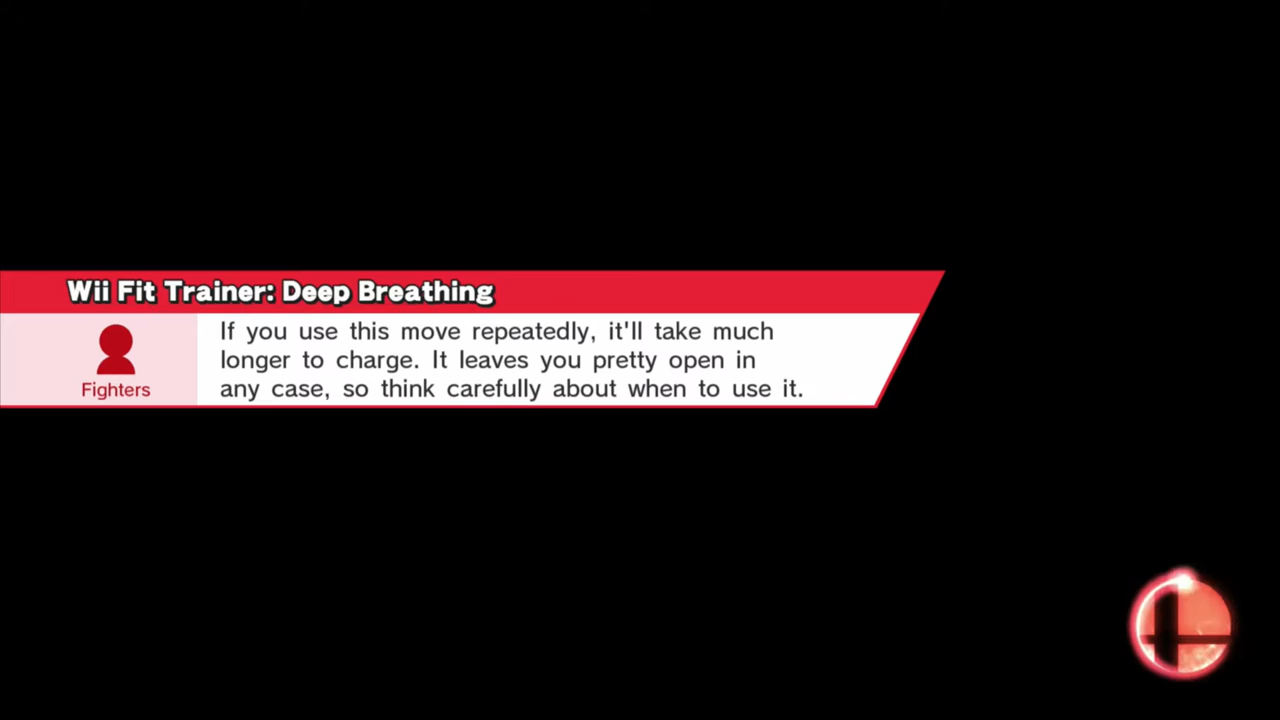 Wii Fit Trainer: Deep Breathing
If you use this move repeatedly, it'll take much
longer to charge. It leaves you pretty open in
any case, so think carefully about when to use it.
Fighters